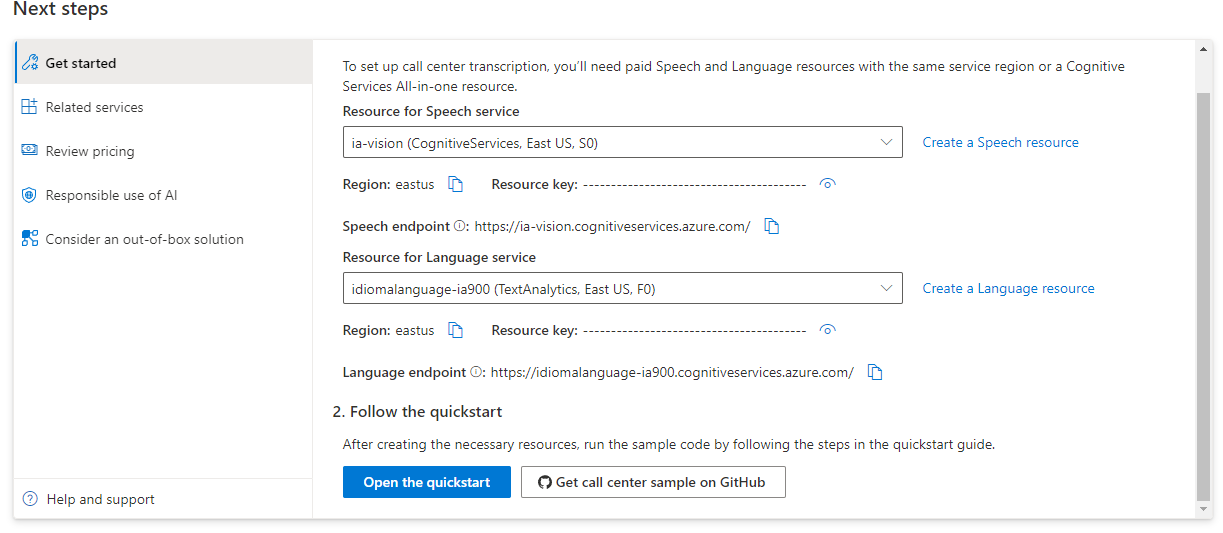 Next steps
Get started
Related services
Review pricing
Responsible use of AI
Consider an out-of-box solution
Help and support
To set up call center transcription, you'll need paid Speech and Language resources with the same service region or a Cognitive
Services All-in-one resource.
Resource for Speech service
ia-vision (CognitiveServices, East US, S0)
Create a Speech resource
Region: eastus Resource key: ----------------------------------------
Speech endpoint : https://ia-vision.cognitiveservices.azure.com/
Resource for Language service
idiomalanguage-ia900 (TextAnalytics, East US, F0)
Create a Language resource
Region: eastus Resource key: ----------------------------------------
Language endpoint : https://idiomalanguage-ia900.cognitiveservices.azure.com/
2. Follow the quickstart
After creating the necessary resources, run the sample code by following the steps in the quickstart guide.
Open the quickstart
Get call center sample on GitHub